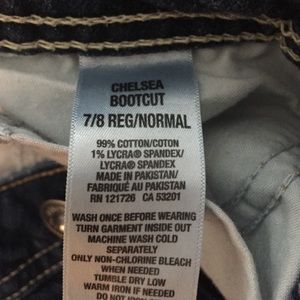 CHELSEA
BOOTCUT
7/8 REG/NORMAL
99% COTTON/COTON
1% LYCRA® SPANDEX/
LYCRA® SPANDEX
MADE IN PAKISTAN/
FABRIQUÉ AU PAKISTAN
RN 121726 CA 53201
WASH ONCE BEFORE WEARING
TURN GARMENT INSIDE OUT
MACHINE WASH COLD
SEPARATELY
ONLY NON-CHLORINE BLEACH
WHEN NEEDED
TUMBLE DRY LOW
WARM IRON IF NEEDED